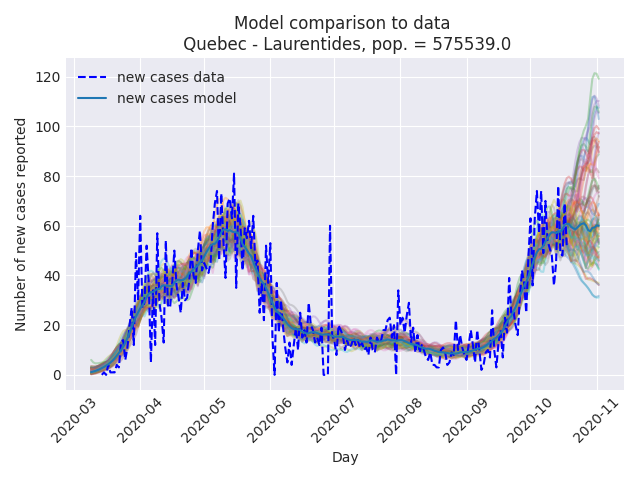 Model comparison to data
Quebec - Laurentides, pop. = 575539.0
new cases data
new cases model
Number of new cases reported
120
100
80
60
40
20
0
2020-03
2020-04
2020-05
2020-06
2020-07
2020-08
2020-09
2020-10
2020-11
Day